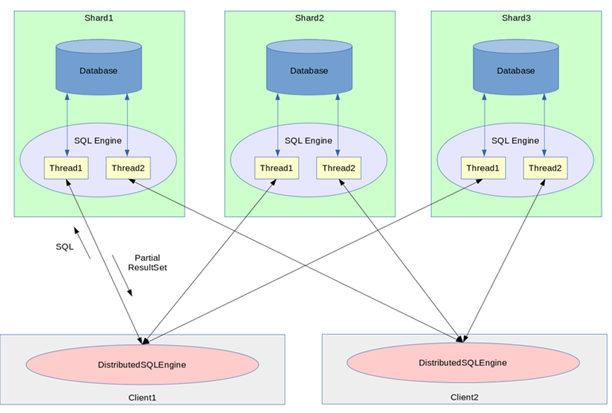 Shard1
Shard2
Shard3
Database
Database
Database
SQL Engine
SQL Engine
SQL Engine
Thread1
Thread2
Thread1
Thread2
Thread1
Thread2
SQL
Partial
ResultSet
DistributedSQLEngine
DistributedSQLEngine
Client1
Client2